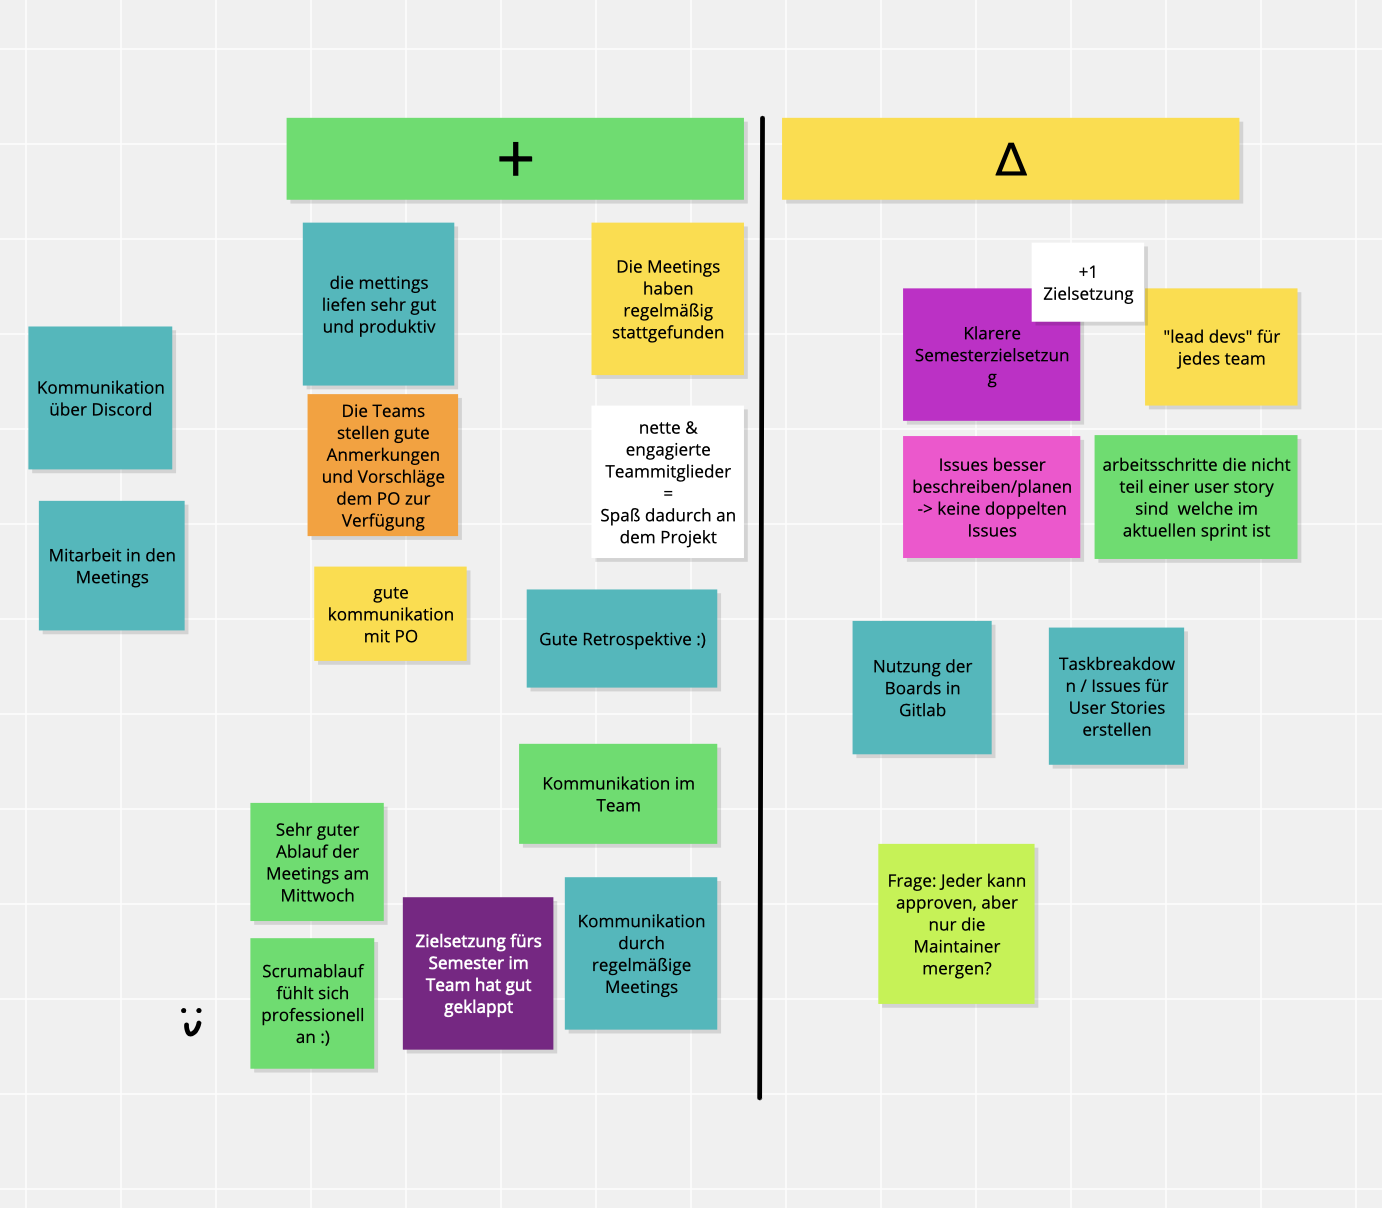 +
Δ
die mettings
liefen sehr gut
und produktiv
Die Meetings
haben
regelmäßig
stattgefunden
Kommunikation
über Discord
Die Teams
stellen gute
Anmerkungen
und Vorschläge
dem PO zur
Verfügung
nette &
engagierte
Teammitglieder
=
Spaß dadurch an
dem Projekt
Mitarbeit in den
Meetings
gute
kommunikation
mit PO
Gute Retrospektive :)
Kommunikation im
Team
Sehr guter
Ablauf der
Meetings am
Mittwoch
Zielsetzung fürs
Semester im
Team hat gut
geklappt
Kommunikation
durch
regelmäßige
Meetings
Scrumablauf
fühlt sich
professionell
an :)
+1
Zielsetzung
Klarere
Semesterzielsetzun
g
"lead devs" für
jedes team
Issues besser
beschreiben/planen
-> keine doppelten
Issues
arbeitsschritte die nicht
teil einer user story
sind  welche im
aktuellen sprint ist
Nutzung der
Boards in
Gitlab
Taskbreakdow
n / Issues für
User Stories
erstellen
Frage: Jeder kann
approven, aber
nur die
Maintainer
mergen?